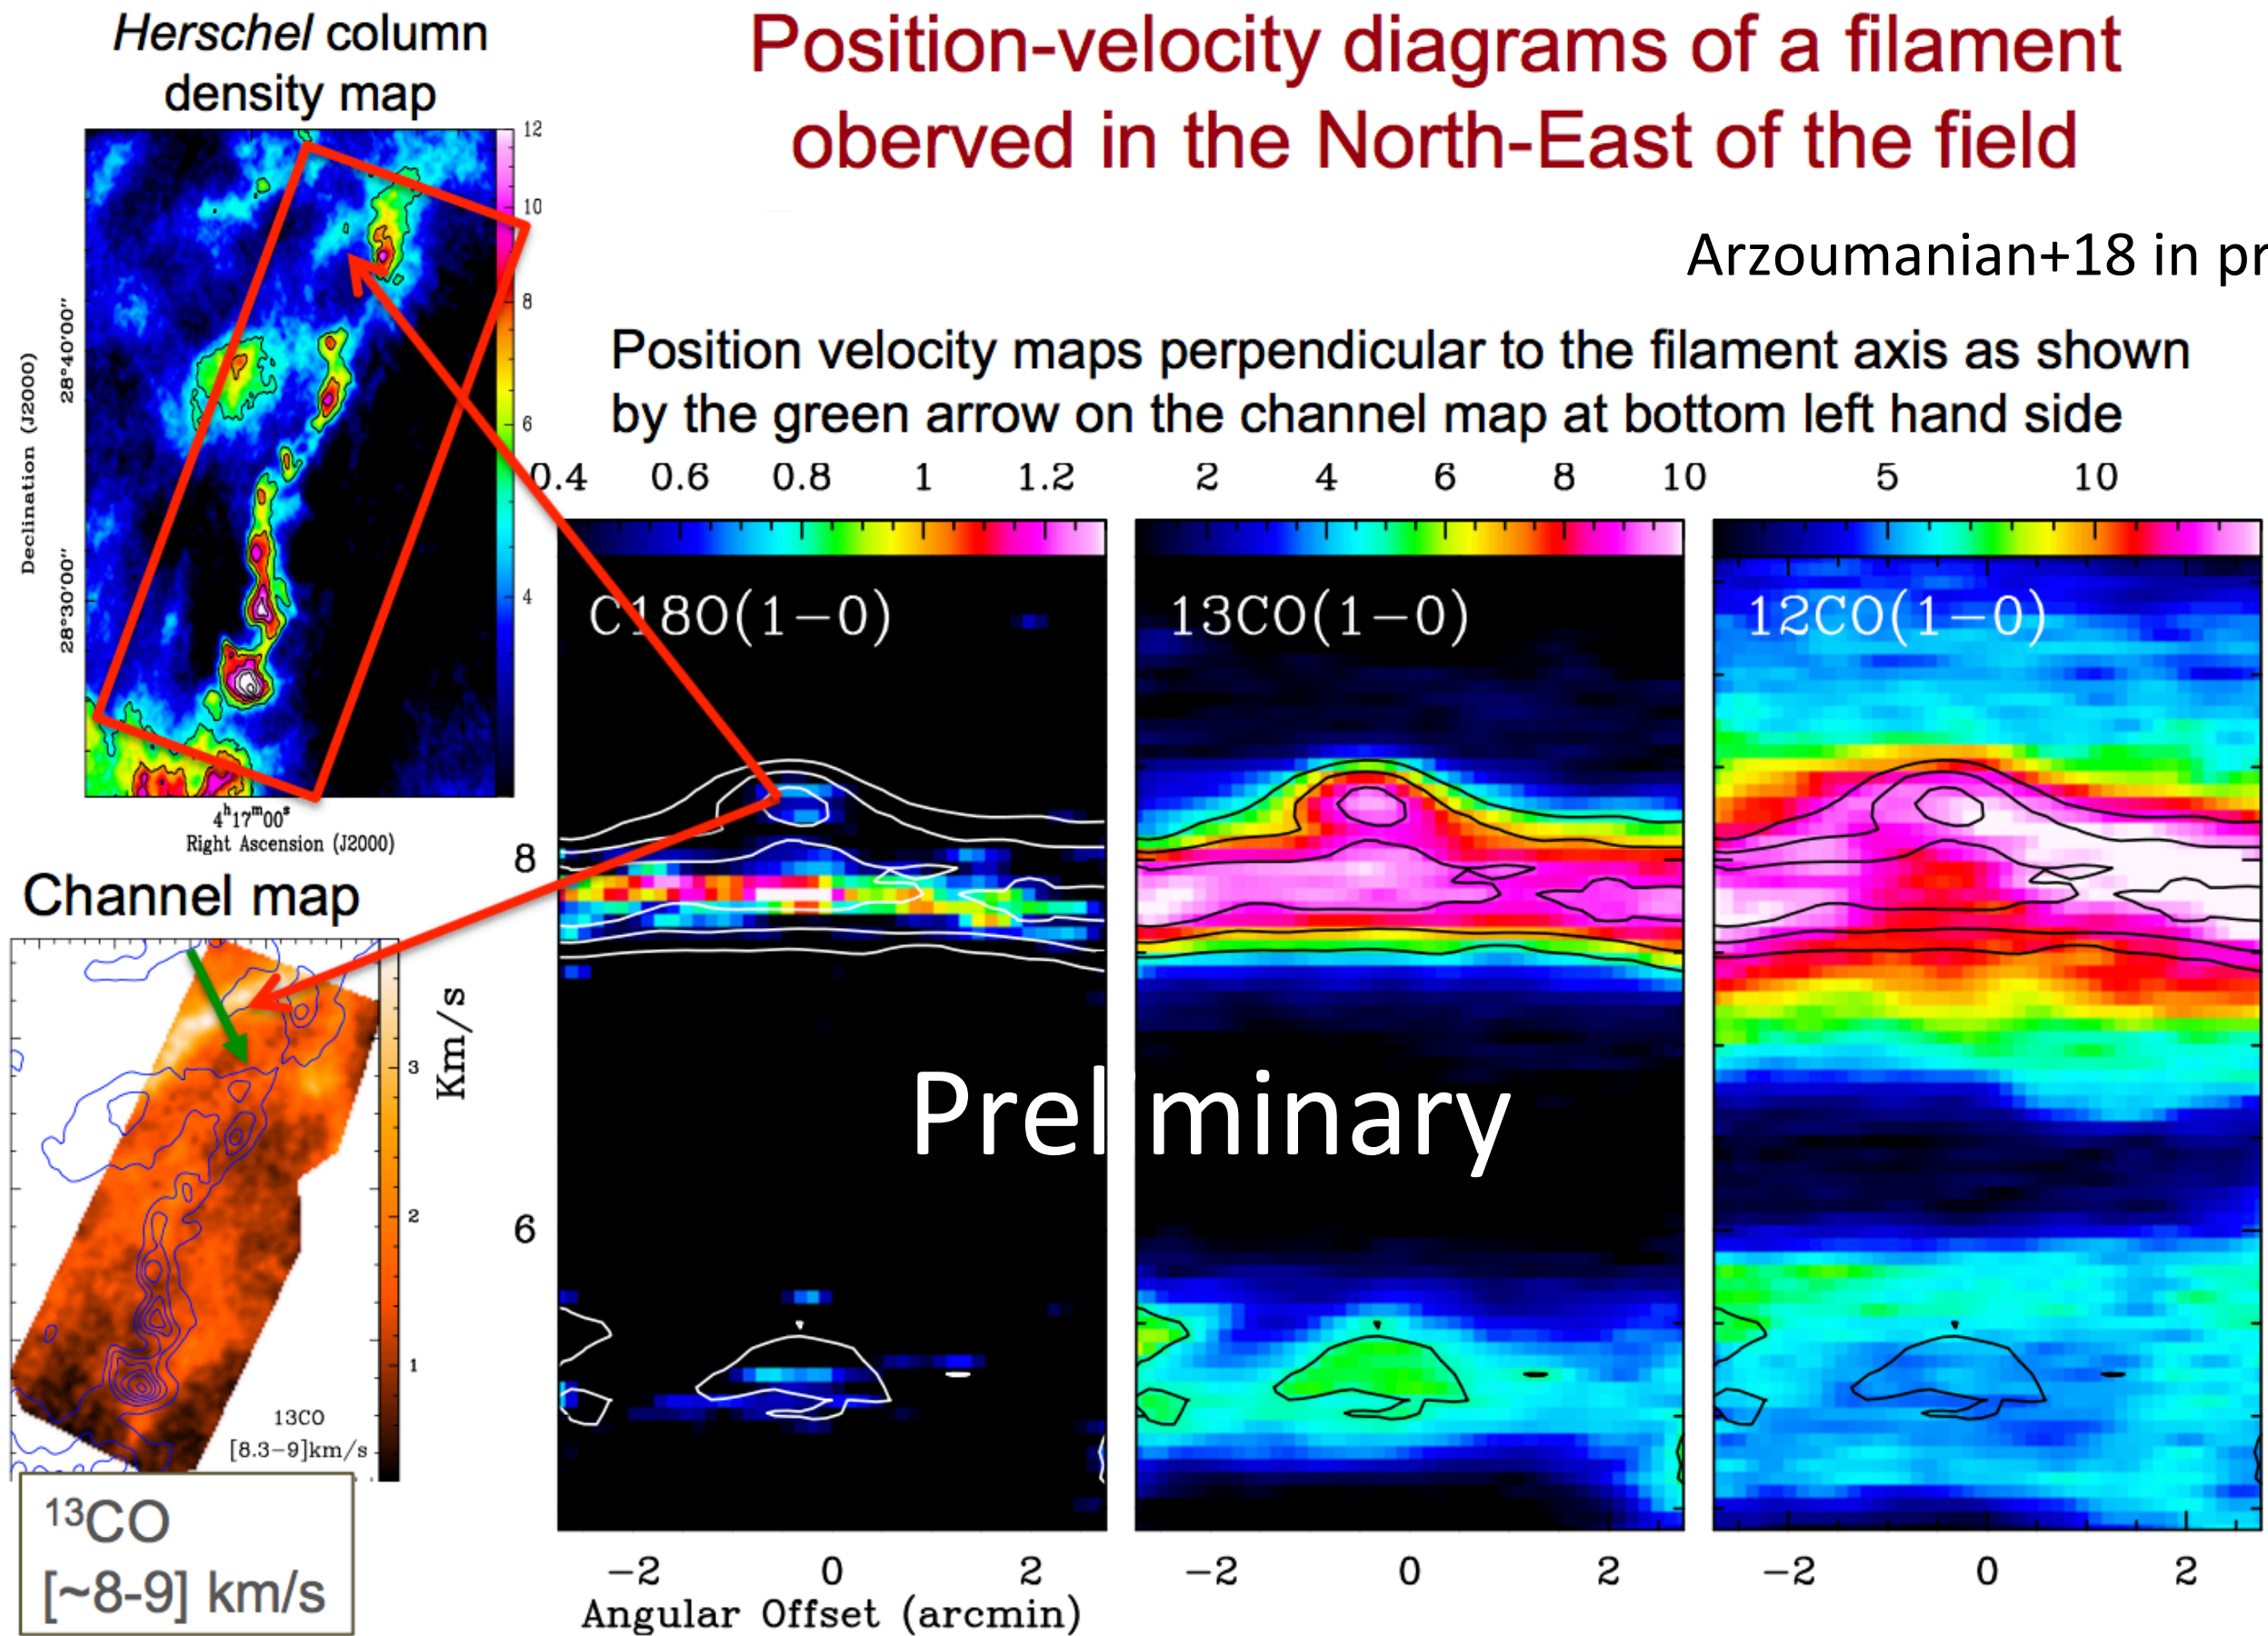 Herschel column
density map
Position-velocity diagrams of a filament
oberved in the North-East of the field
Arzoumanian+18 in pr
Position velocity maps perpendicular to the filament axis as shown
by the green arrow on the channel map at bottom left hand side
12
10
8
6
4
Declination (J2000)
28°40'00"
28°30'00"
4h17m00s
Right Ascension (J2000)
0.4 0.6 0.8 1 1.2
2 4 6 8 10
5 10
C18O(1−0)
13CO(1−0)
12CO(1−0)
Channel map
3
2
1
Km/s
8
6
Preliminary
13CO
[8.3−9]km/s
13CO
[~8-9] km/s
−2 0 2
−2 0 2
−2 0 2
Angular Offset (arcmin)